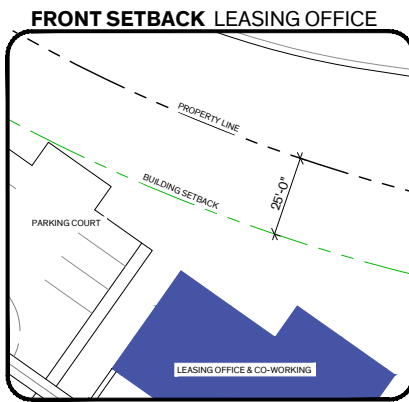 FRONT SETBACK LEASING OFFICE
PROPERTY LINE
BUILDING SETBACK
25'-0"
PARKING COURT
LEASING OFFICE & CO-WORKING